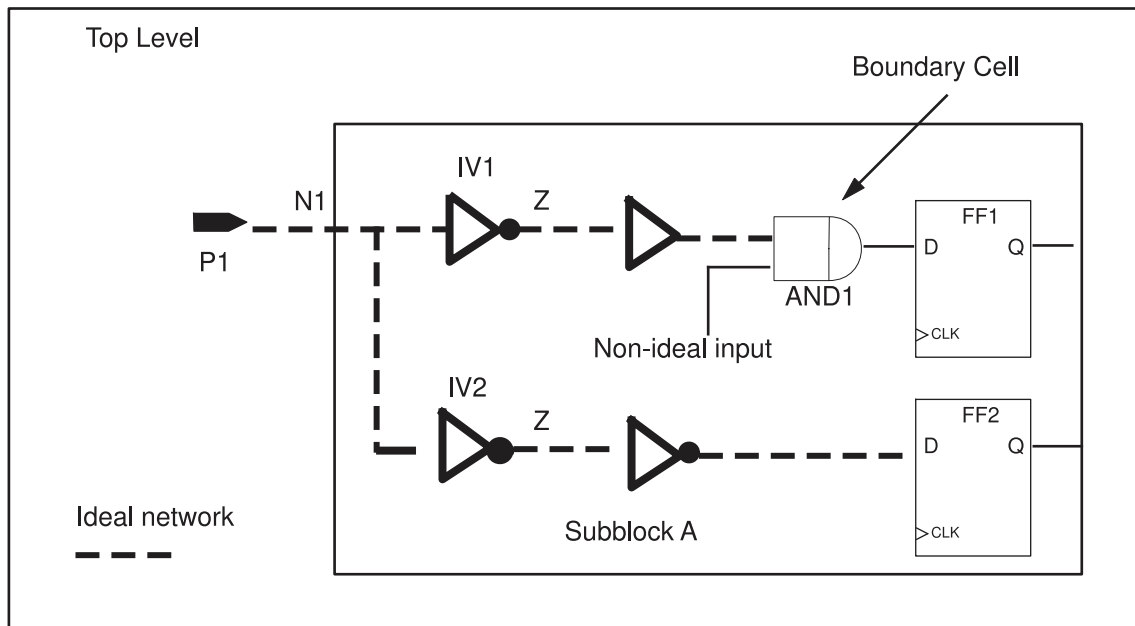 Top Level
Boundary Cell
IV1
N1
Z
P1
AND1
FF1
D
Q
CLK
Non-ideal input
IV2
Z
FF2
D
Q
CLK
Ideal network
Subblock A